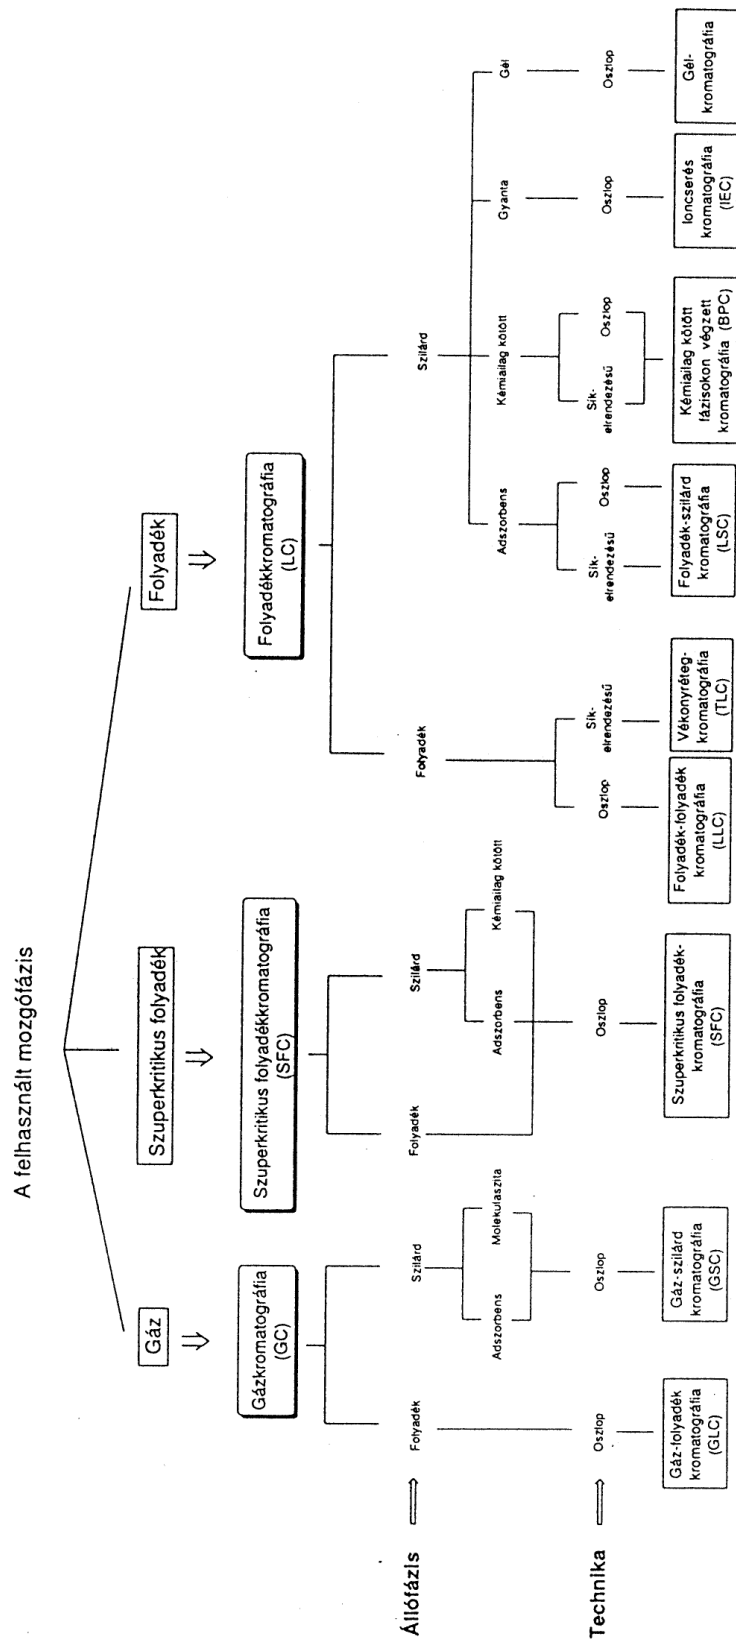 A felhasznált mozgófázis
Gáz
Szuperkritikus folyadék
Folyadék
Gázkromatográfia
(GC)
Szuperkritikus folyadékkromatográfia
(SFC)
Folyadékkromatográfia
(LC)
Állófázis
Folyadék
Szilárd
Folyadék
Szilárd
Folyadék
Szilárd
Adszorbens
Molekulaszita
Adszorbens
Kémiailag kötött
Adszorbens
Kémiailag kötött
Gyanta
Gél
Technika
Oszlop
Oszlop
Oszlop
Oszlop
Sík-
elrendezésű
Sík-
elrendezésű
Oszlop
Sík-
elrendezésű
Oszlop
Oszlop
Oszlop
Gáz-folyadék
kromatográfia
(GLC)
Gáz-szilárd
kromatográfia
(GSC)
Szuperkritikus folyadék-
kromatográfia
(SFC)
Folyadék-folyadék
kromatográfia
(LLC)
Vékonyréteg-
kromatográfia
(TLC)
Folyadék-szilárd
kromatográfia
(LSC)
Kémiailag kötött
fázisokon végzett
kromatográfia (BPC)
Ioncserés
kromatográfia
(IEC)
Gél-
kromatográfia